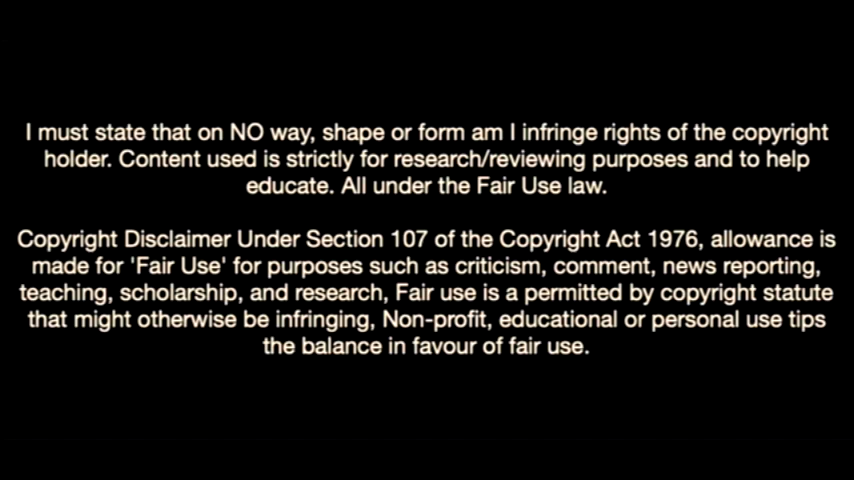 I must state that on NO way, shape or form am I infringe rights of the copyright
holder. Content used is strictly for research/reviewing purposes and to help
educate. All under the Fair Use law.
Copyright Disclaimer Under Section 107 of the Copyright Act 1976, allowance is
made for 'Fair Use' for purposes such as criticism, comment, news reporting,
teaching, scholarship, and research, Fair use is a permitted by copyright statute
that might otherwise be infringing, Non-profit, educational or personal use tips
the balance in favour of fair use.